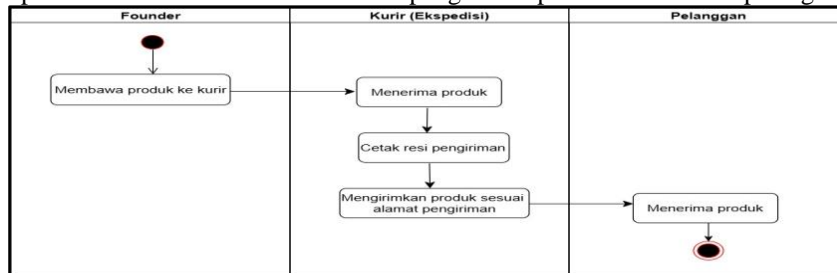 Founder
Kurir (Ekspedisi)
Pelanggan
Membawa produk ke kurir
Menerima produk
Cetak resi pengiriman
Mengirimkan produk sesuai
alamat pengiriman
Menerima produk